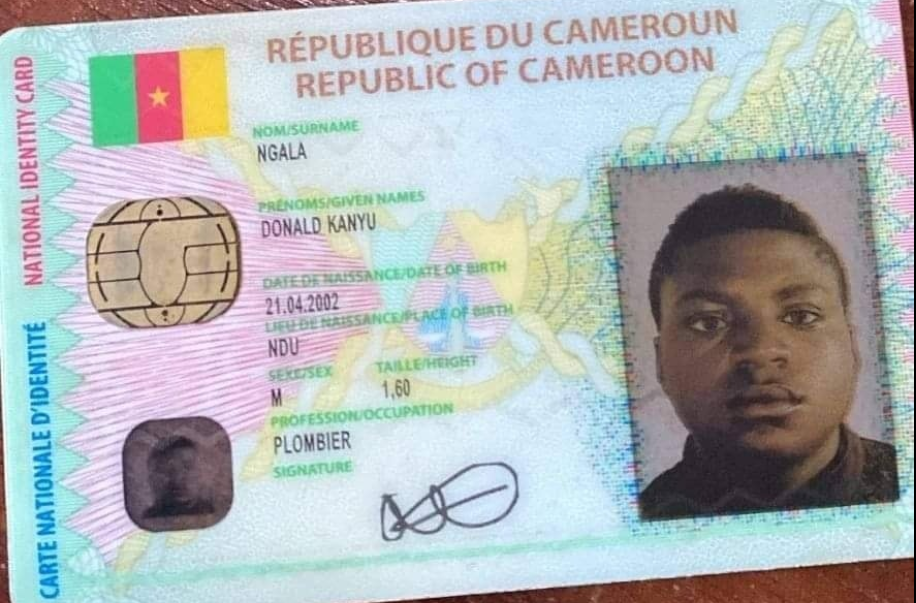 RÉPUBLIQUE DU CAMEROUN
REPUBLIC OF CAMEROON
NATIONAL IDENTITY CARD
CARTE NATIONALE D'IDENTITÉ
NOM/SURNAME
NGALA
PRÉNOMS/GIVEN NAMES
DONALD KANYU
DATE DE NAISSANCE/DATE OF BIRTH
21.04.2002
LIEU DE NAISSANCE/PLACE OF BIRTH
NDU
SEXE/SEX TAILLE/HEIGHT
M 1,60
PROFESSION/OCCUPATION
PLOMBIER
SIGNATURE